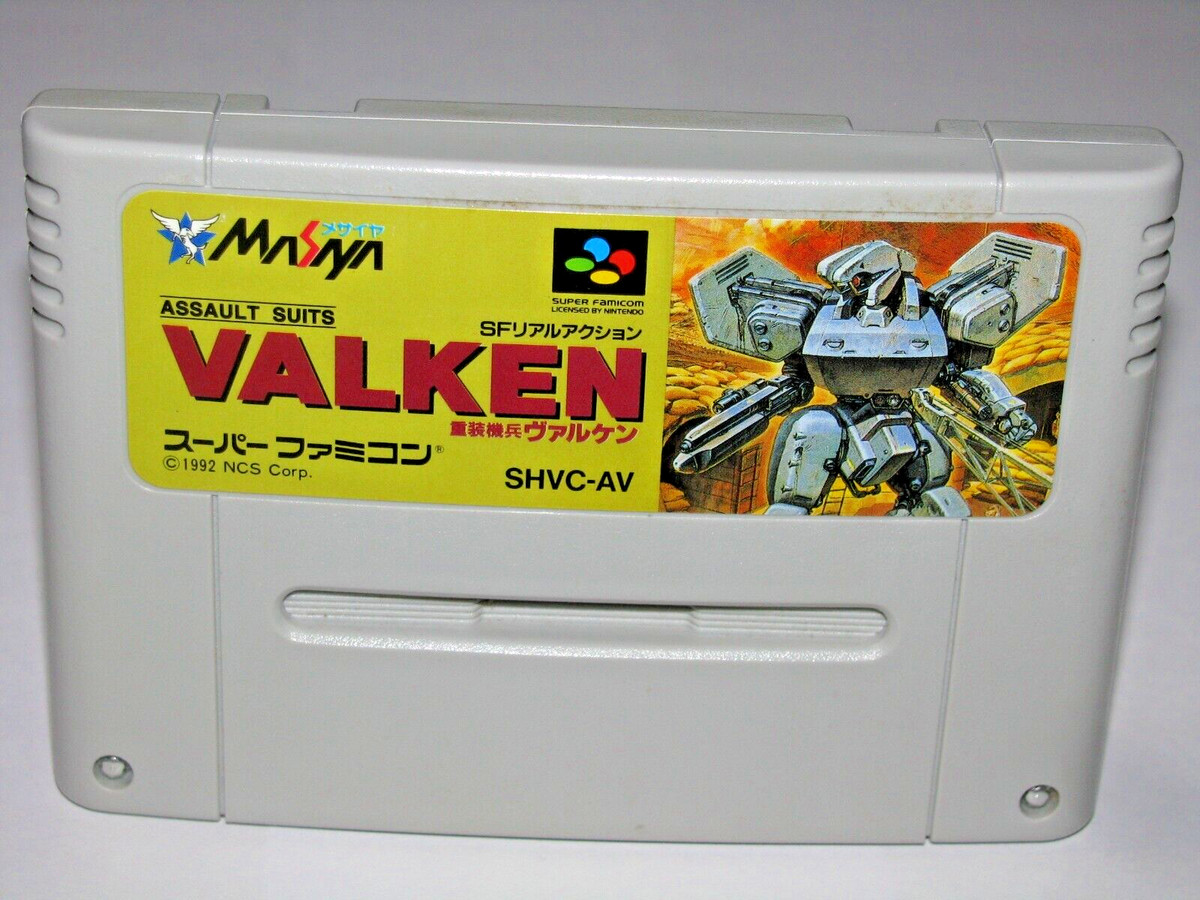 メサイヤ
MASAYA
SUPER FAMICOM
LICENSED BY NINTENDO
ASSAULT SUITS
SFリアルアクション
VALKEN
重装機兵ヴァルケン
スーパーファミコン®
©1992 NCS Corp.
SHVC-AV